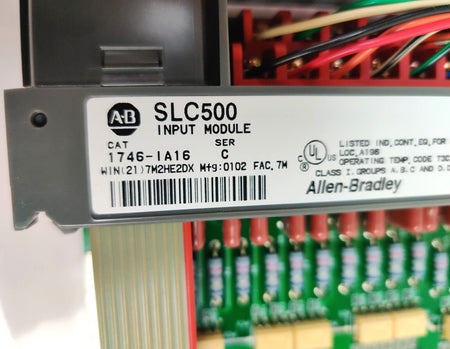 A-B SLC500
INPUT MODULE
CAT SER
1746-IA16 C
WIN(21)7M2HE2DX Mfg:0102 FAC.7M
UL LISTED IND,CONT,EQ,FOR
LOC,A196
OPERATING TEMP, CODE T3C
CLASS I, GROUPS A,B,C AND D,
Allen-Bradley